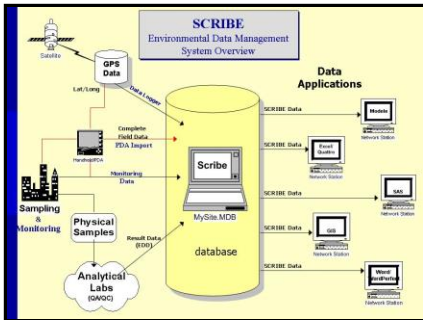 SCRIBE
Environmental Data Management
System Overview
Satellite
GPS
Data
Data Logger
Lat/Long
Data
Applications
Complete
Field Data
PDA Import
Handheld/PDA
Monitoring
Data
Sampling
&
Monitoring
Physical
Samples
Result Data
(EDD)
Analytical
Labs
(QA/QC)
Scribe
MySite.MDB
database
SCRIBE Data
Models
Network Station
SCRIBE Data
Excel
Quattro
Network Station
SCRIBE Data
SAS
Network Station
SCRIBE Data
GIS
Network Station
SCRIBE Data
Word
WordPerfect
Network Station